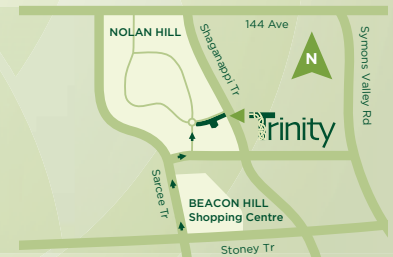 NOLAN HILL
144 Ave
Shaganappi Tr
Symons Valley Rd
N
Trinity
Sarcee Tr
BEACON HILL
Shopping Centre
Stoney Tr